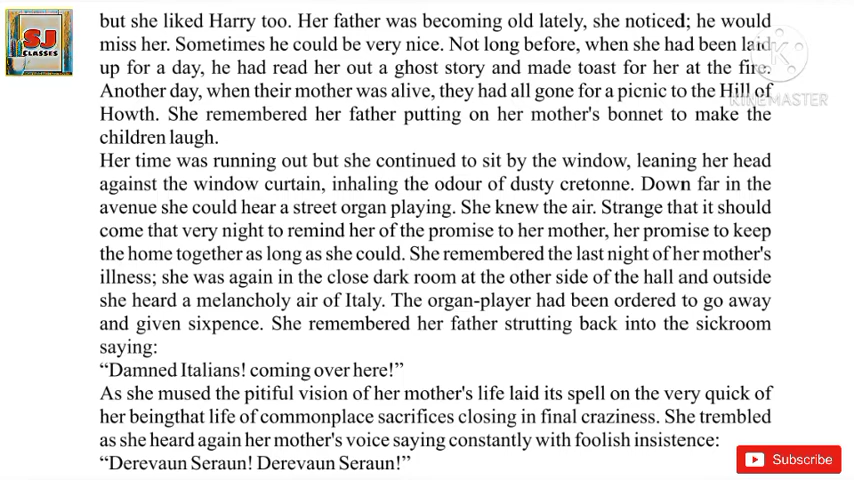 SJ
CLASSES
but she liked Harry too. Her father was becoming old lately, she noticed; he would
miss her. Sometimes he could be very nice. Not long before, when she had been laid
up for a day, he had read her out a ghost story and made toast for her at the fire.
Another day, when their mother was alive, they had all gone for a picnic to the Hill of
Howth. She remembered her father putting on her mother's bonnet to make the
children laugh.
Her time was running out but she continued to sit by the window, leaning her head
against the window curtain, inhaling the odour of dusty cretonne. Down far in the
avenue she could hear a street organ playing. She knew the air. Strange that it should
come that very night to remind her of the promise to her mother, her promise to keep
the home together as long as she could. She remembered the last night of her mother's
illness; she was again in the close dark room at the other side of the hall and outside
she heard a melancholy air of Italy. The organ-player had been ordered to go away
and given sixpence. She remembered her father strutting back into the sickroom
saying:
“Damned Italians! coming over here!”
As she mused the pitiful vision of her mother's life laid its spell on the very quick of
her beingthat life of commonplace sacrifices closing in final craziness. She trembled
as she heard again her mother's voice saying constantly with foolish insistence:
“Derevaun Seraun! Derevaun Seraun!”
KINEMASTER
Subscribe